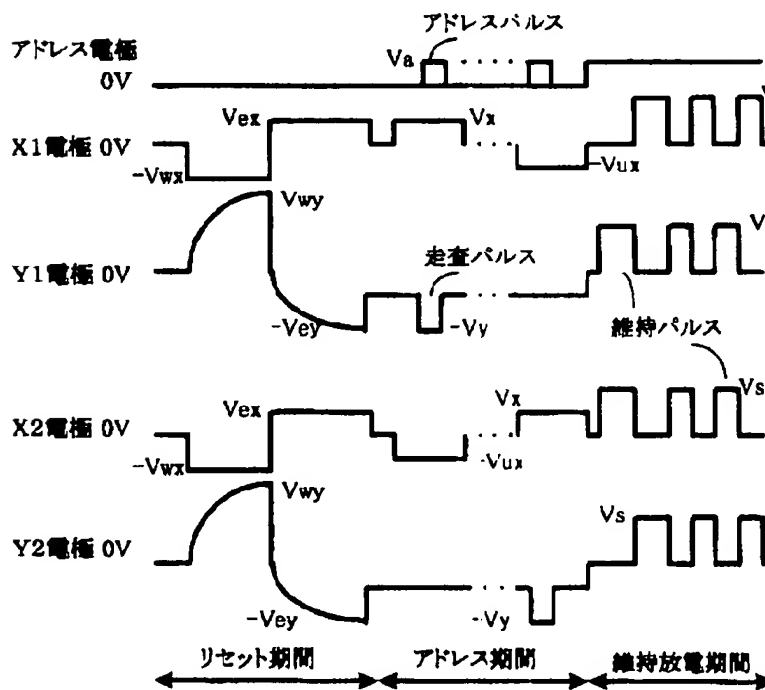 アドレスパルス
アドレス電極
0V
Va
Vex
Vx
X1電極 0V
-Vwx
-Vux
Vwy
V
Y1電極 0V
走査パルス
-Vey
-Vy
維持パルス
Vex
Vx
Vs
X2電極 0V
-Vwx
-Vux
Vwy
Vs
Y2電極 0V
-Vey
-Vy
リセット期間
アドレス期間
維持放電期間